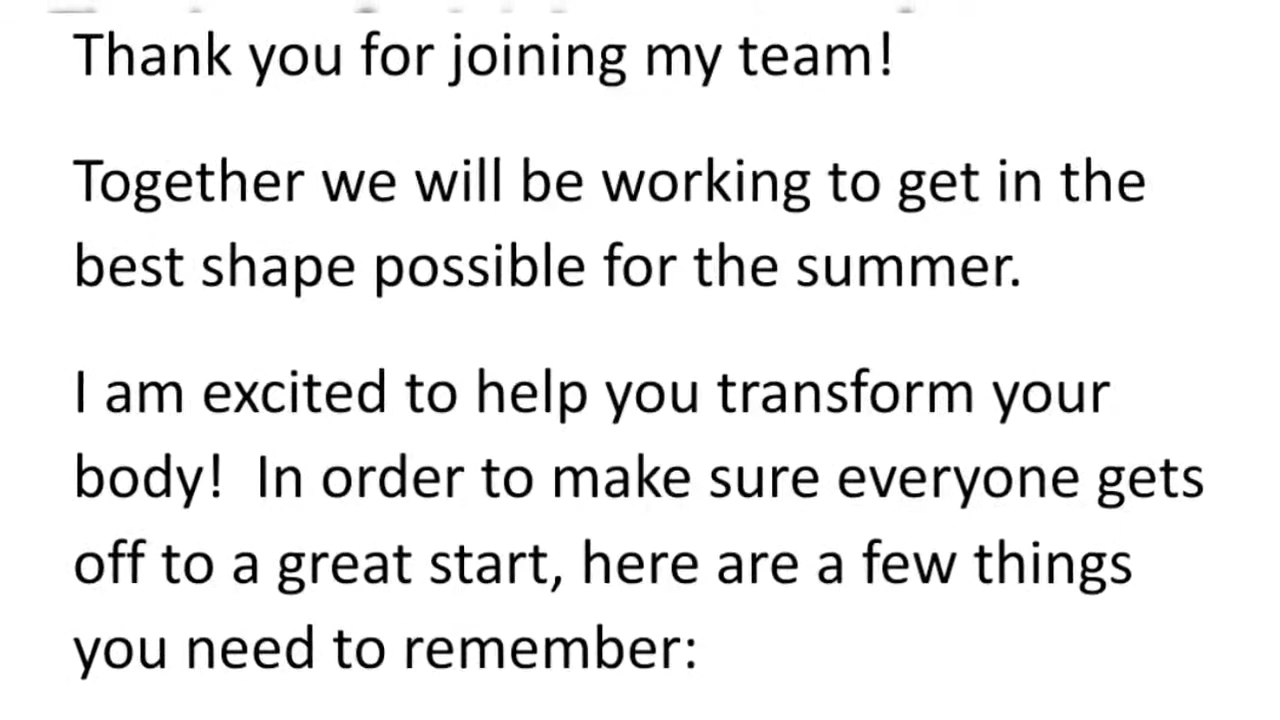 Thank you for joining my team!
Together we will be working to get in the
best shape possible for the summer.
I am excited to help you transform your
body!  In order to make sure everyone gets
off to a great start, here are a few things
you need to remember: